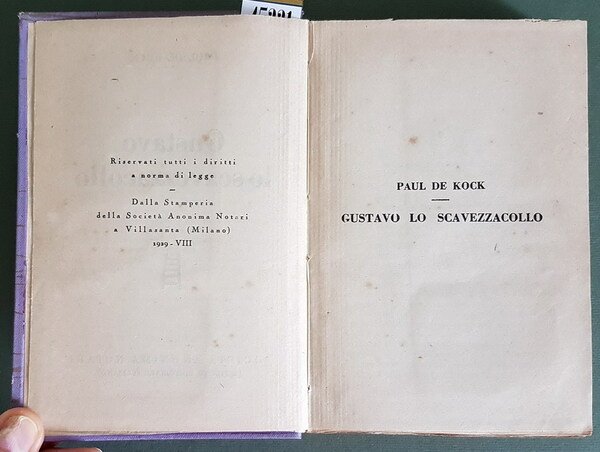 Riservati tutti i diritti
a norma di legge
—
Dalla Stamperia
della Società Anonima Notari
a Villasanta (Milano)
1929 - VIII
PAUL DE KOCK
—
GUSTAVO LO SCAVEZZACOLLO